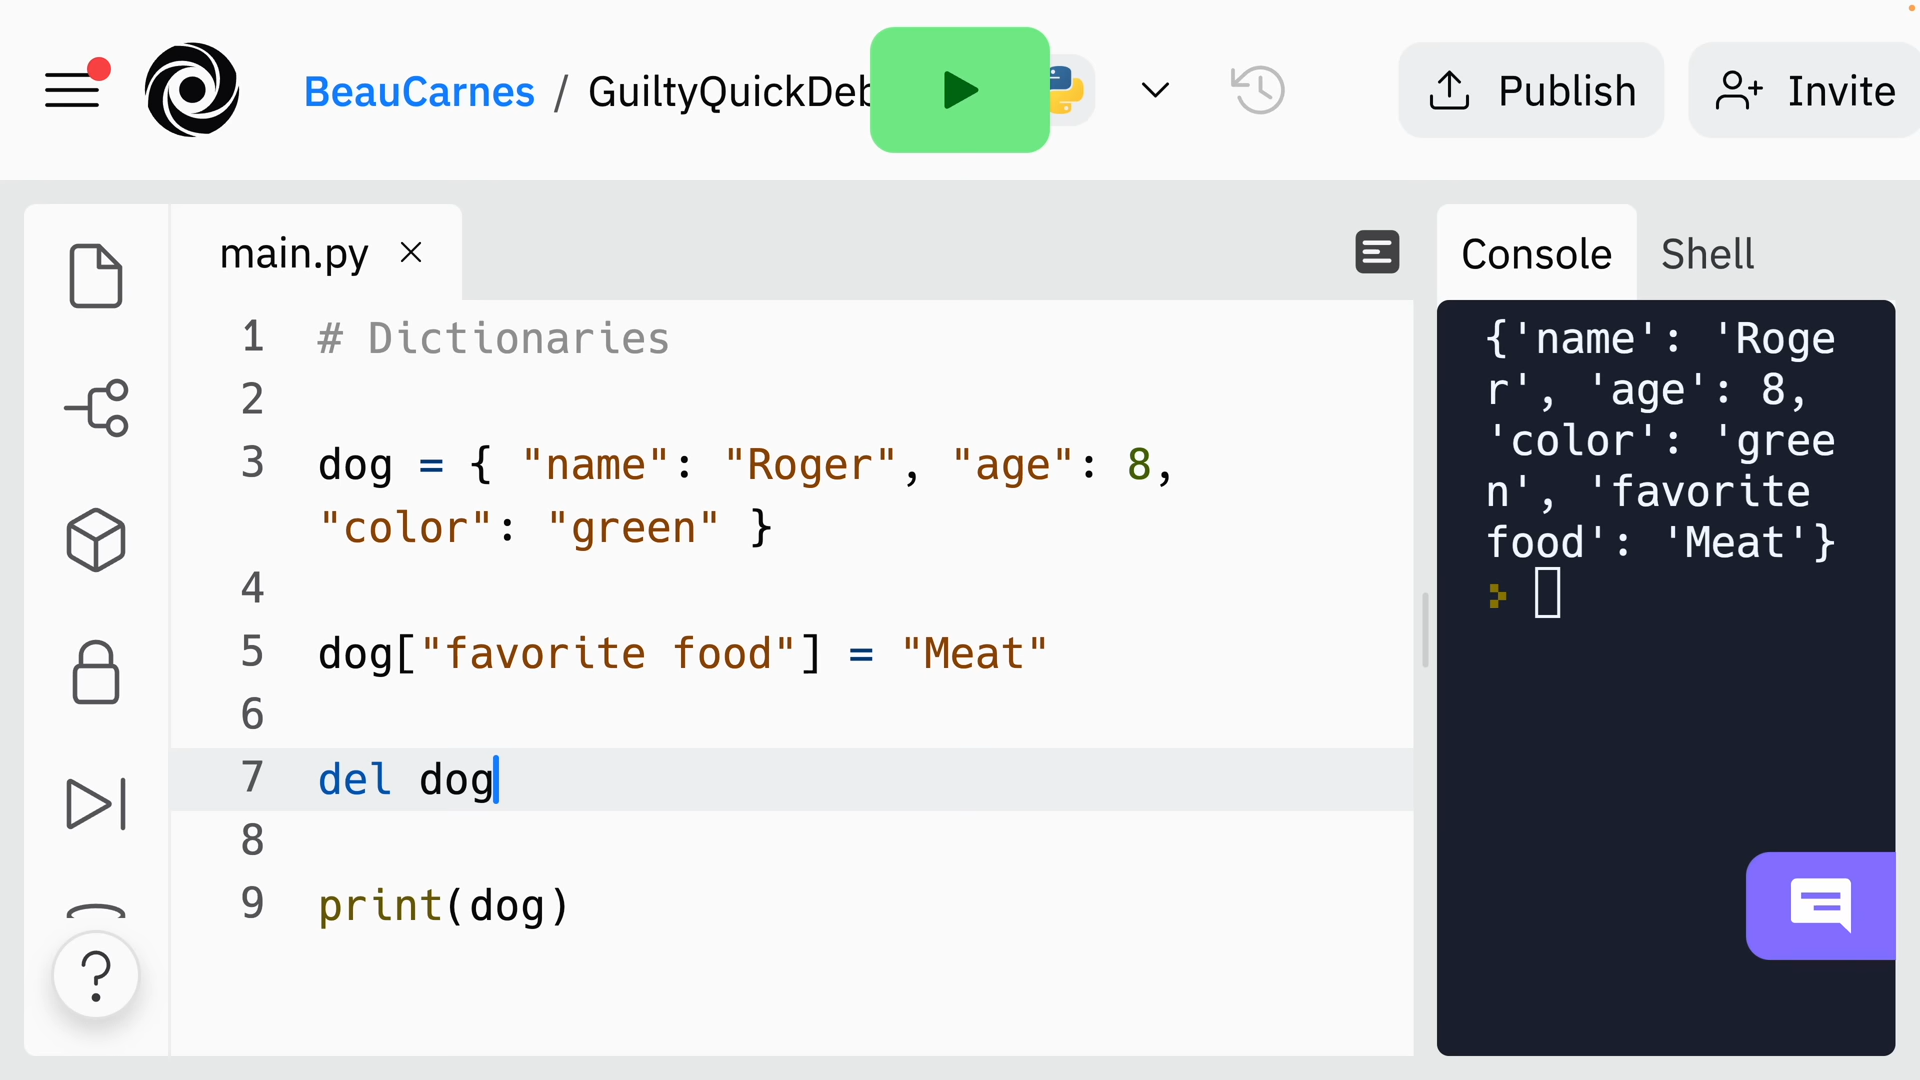 BeauCarnes / GuiltyQuickDeb
Publish
Invite
main.py
Console
Shell
1 # Dictionaries
2
3 dog = { "name": "Roger", "age": 8,
"color": "green" }
4
5 dog["favorite food"] = "Meat"
6
7 del dog
8
9 print(dog)
{'name': 'Roge
r', 'age': 8,
'color': 'gree
n', 'favorite
food': 'Meat'}
?